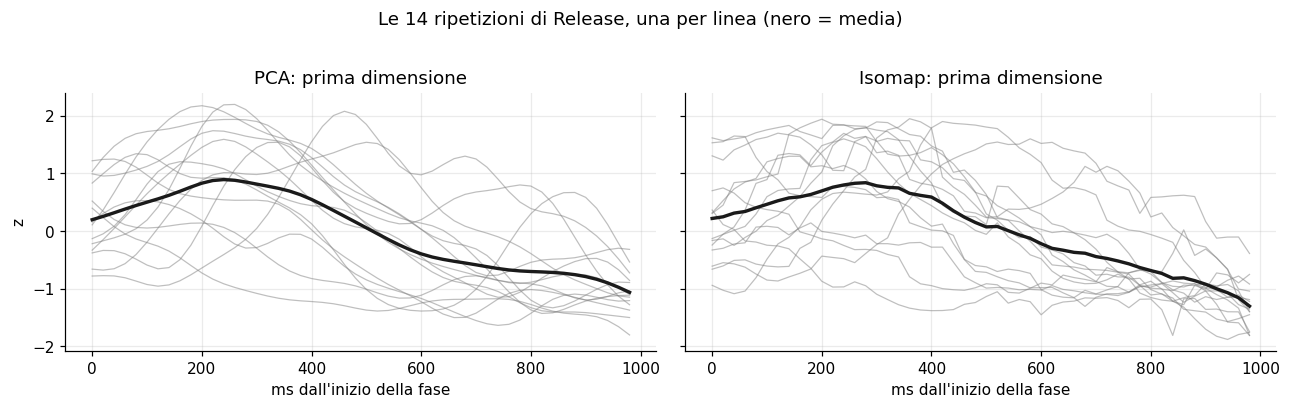 Le 14 ripetizioni di Release, una per linea (nero = media)
PCA: prima dimensione
Isomap: prima dimensione
z
2
1
0
−1
−2
0 200 400 600 800 1000
0 200 400 600 800 1000
ms dall'inizio della fase
ms dall'inizio della fase